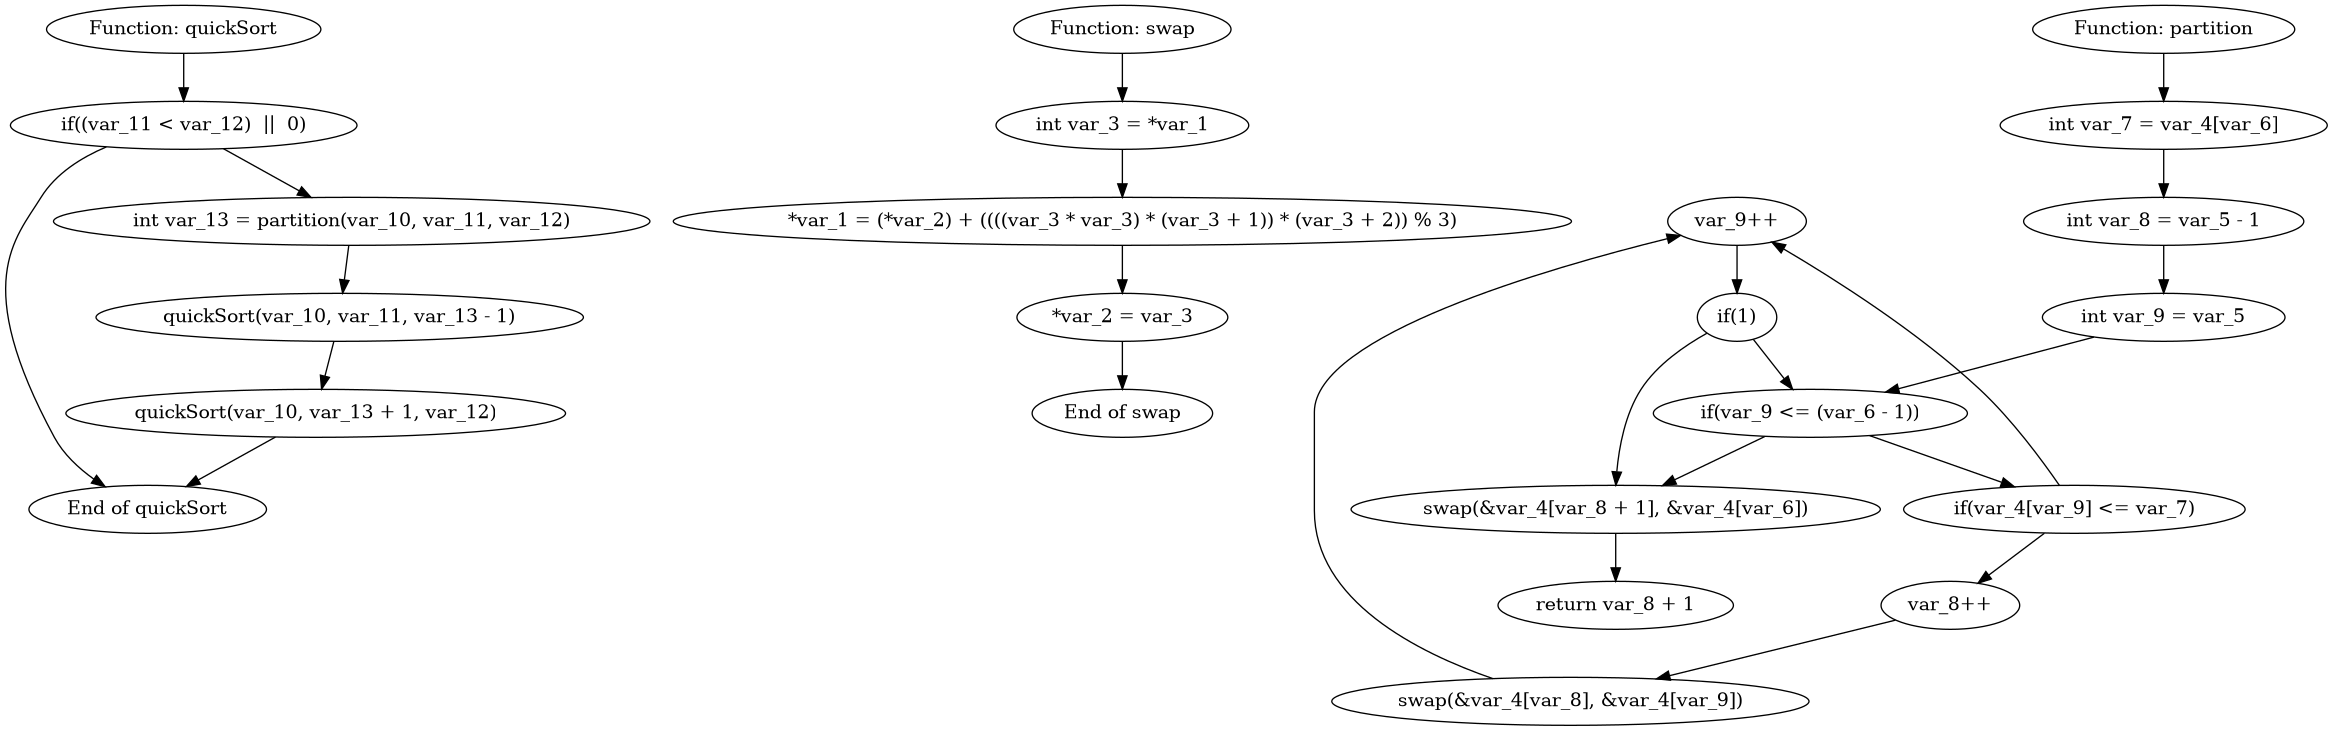 Function: quickSort
if((var_11 < var_12)  ||  0)
int var_13 = partition(var_10, var_11, var_12)
quickSort(var_10, var_11, var_13 - 1)
quickSort(var_10, var_13 + 1, var_12)
End of quickSort
Function: swap
int var_3 = *var_1
*var_1 = (*var_2) + ((((var_3 * var_3) * (var_3 + 1)) * (var_3 + 2)) % 3)
*var_2 = var_3
End of swap
Function: partition
int var_7 = var_4[var_6]
int var_8 = var_5 - 1
int var_9 = var_5
var_9++
if(1)
if(var_9 <= (var_6 - 1))
swap(&var_4[var_8 + 1], &var_4[var_6])
if(var_4[var_9] <= var_7)
return var_8 + 1
var_8++
swap(&var_4[var_8], &var_4[var_9])